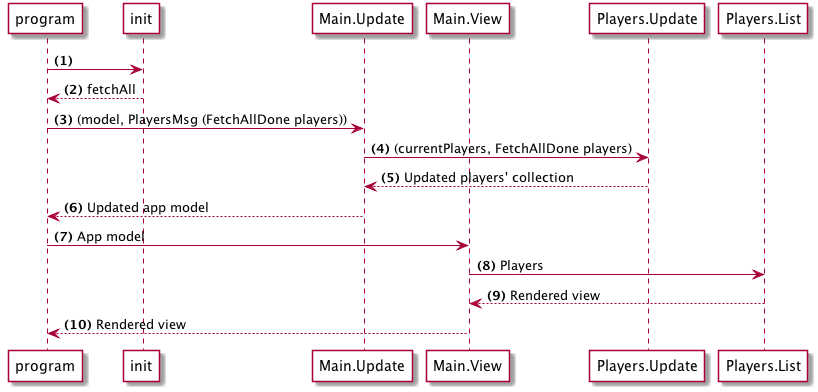 program init Main.Update Main.View Players.Update Players.List
(1)
(2) fetchAll
(3) (model, PlayersMsg (FetchAllDone players))
(4) (currentPlayers, FetchAllDone players)
(5) Updated players' collection
(6) Updated app model
(7) App model
(8) Players
(9) Rendered view
(10) Rendered view
program init Main.Update Main.View Players.Update Players.List